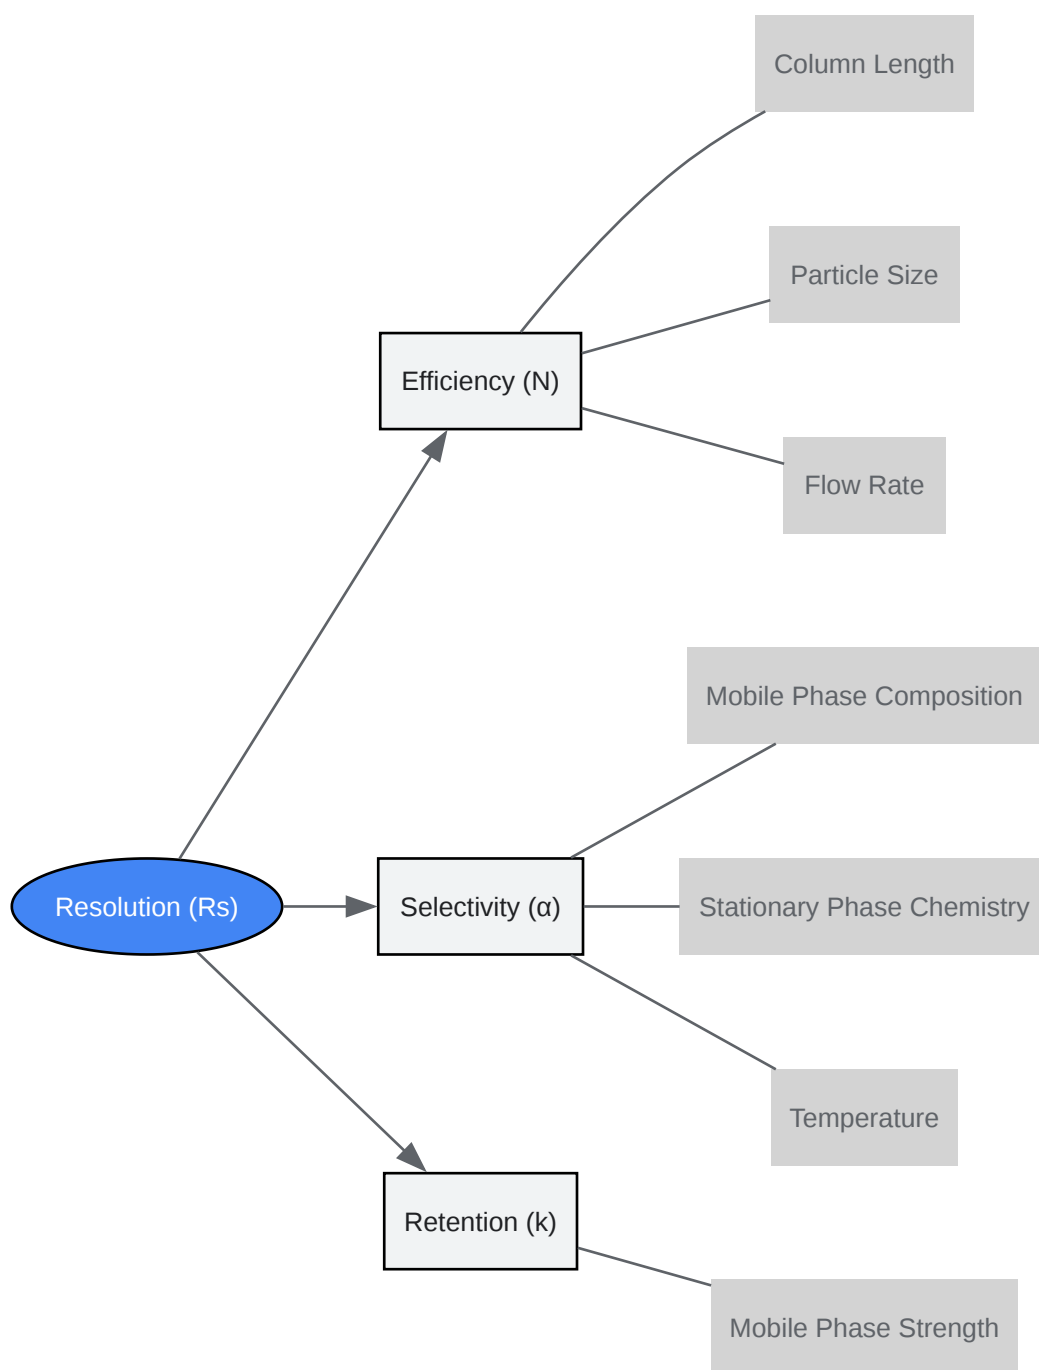 Column Length
Particle Size
Efficiency (N)
Flow Rate
Mobile Phase Composition
Resolution (Rs)
Selectivity (α)
Stationary Phase Chemistry
Temperature
Retention (k)
Mobile Phase Strength